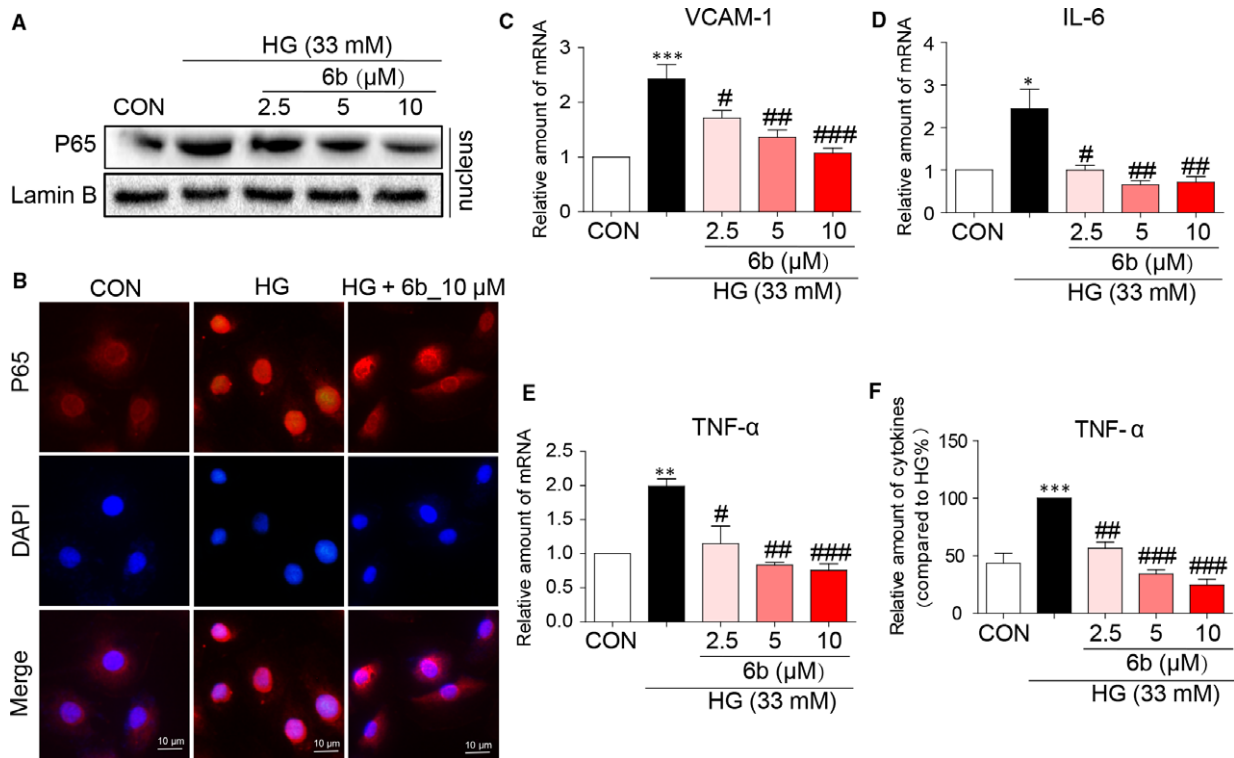 A
HG (33 mM)
6b (μM)
CON 2.5 5 10
P65
Lamin B
nucleus
B
CON HG HG + 6b_10 μM
P65
DAPI
Merge
10 μm 10 μm 10 μm
C
VCAM-1
Relative amount of mRNA
3
2
1
0
***
# ## ###
CON 2.5 5 10
6b (μM)
HG (33 mM)
D
IL-6
Relative amount of mRNA
4
3
2
1
0
*
# ## ##
CON 2.5 5 10
6b (μM)
HG (33 mM)
E
TNF-α
Relative amount of mRNA
2.5
2.0
1.5
1.0
0.5
0.0
**
# ## ###
CON 2.5 5 10
6b (μM)
HG (33 mM)
F
TNF- α
Relative amount of cytokines
(compared to HG%)
150
100
50
0
***
## ### ###
CON 2.5 5 10
6b (μM)
HG (33 mM)